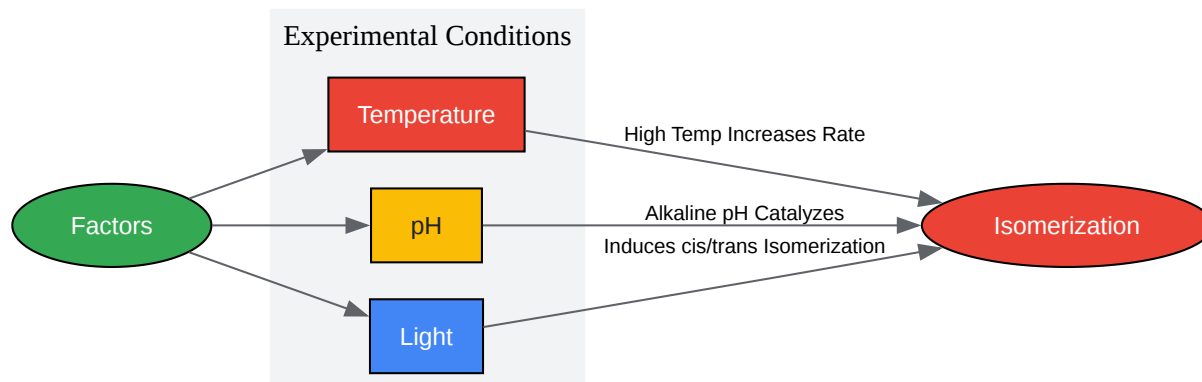 Experimental Conditions
Temperature
High Temp Increases Rate
Factors
pH
Alkaline pH Catalyzes
Isomerization
Induces cis/trans Isomerization
Light